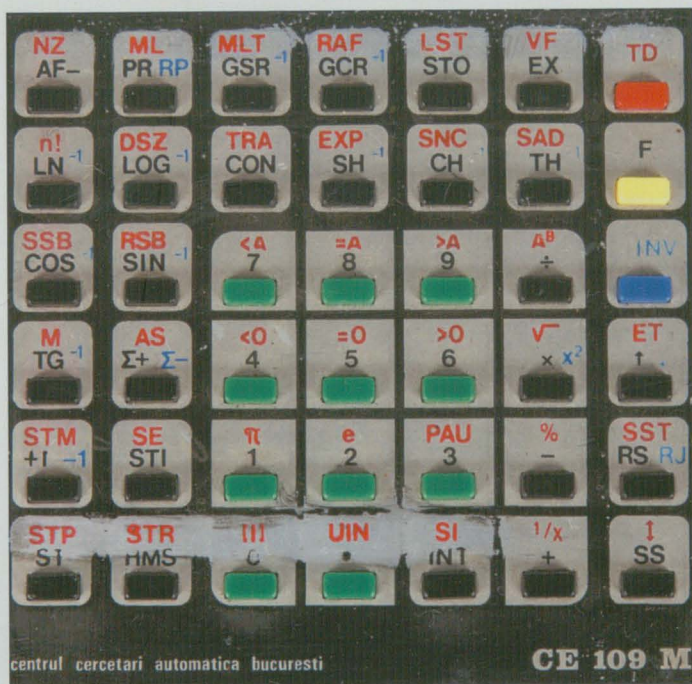 NZ ML MLT RAF LST VF TD
AF– PR RP GSR -1 GCR -1 STO EX
n! DSZ TRA EXP SNC SAD F
LN -1 LOG -1 CON SH -1 CH TH
SSB RSB <A =A >A Aᴮ INV
COS -1 SIN -1 7 8 9 ÷
M AS <0 =0 >0 √ ET
TG -1 Σ+ Σ– 4 5 6 × x² ↑
STM SE π e PAU % SST
-1 STI 1 2 3 – RS RJ
STP STR UIN SI 1/x ↕
ST HMS 0 • INT + SS
centrul cercetari automatica bucuresti CE 109 M